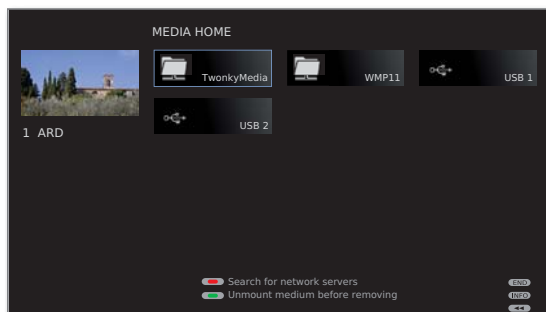 MEDIA HOME
TwonkyMedia
WMP11
USB 1
USB 2
1 ARD
Search for network servers
Unmount medium before removing
END
INFO